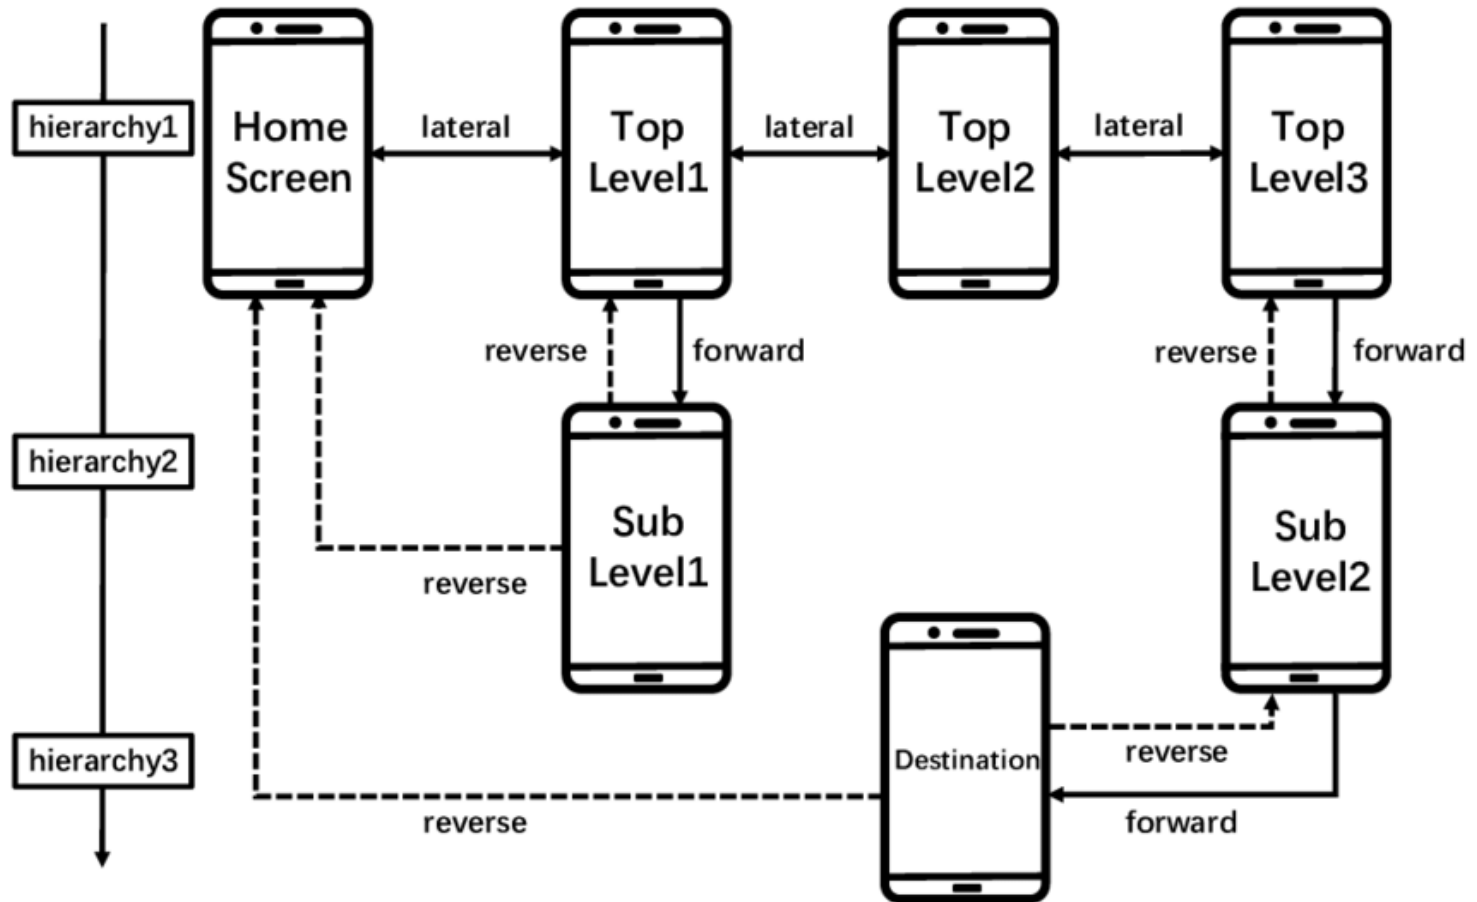 hierarchy1
Home
Screen
lateral
Top
Level1
lateral
Top
Level2
lateral
Top
Level3
reverse
forward
reverse
forward
hierarchy2
Sub
Level1
reverse
Sub
Level2
hierarchy3
Destination
reverse
reverse
forward